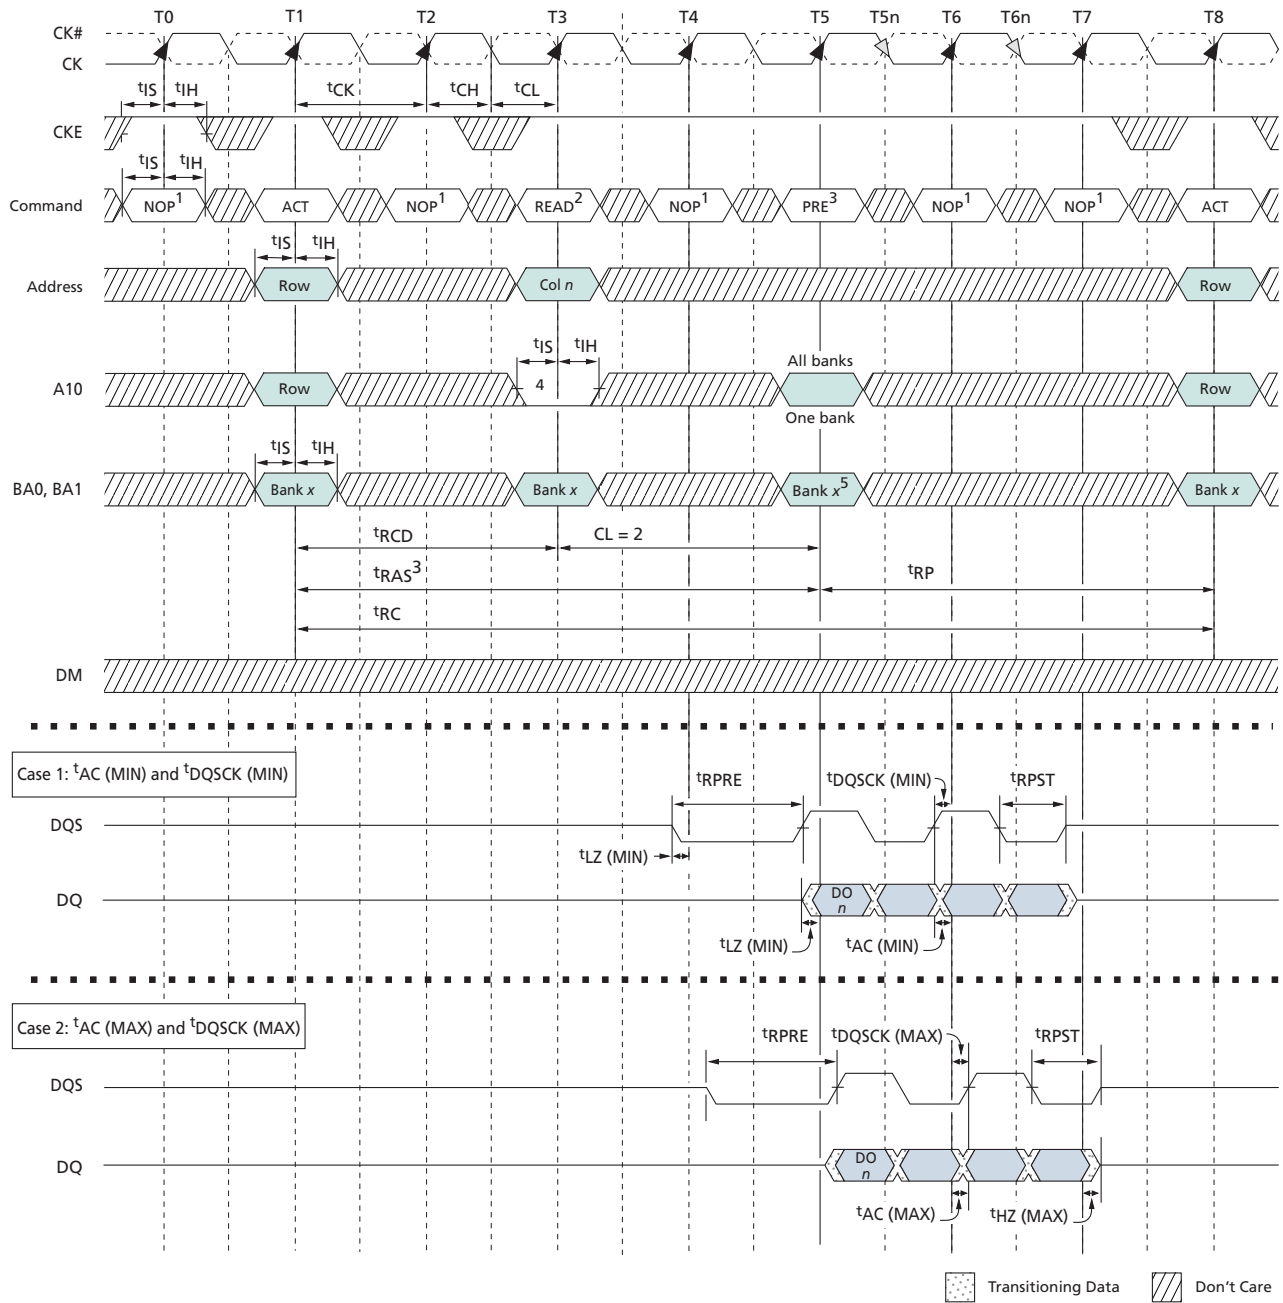 T0 T1 T2 T3 T4 T5 T5n T6 T6n T7 T8
CK#
CK
tIS tIH tCK tCH tCL
CKE
tIS tIH
Command NOP1 ACT NOP1 READ2 NOP1 PRE3 NOP1 NOP1 ACT
tIS tIH
Address Row Col n Row
tIS tIH
All banks
A10 Row 4 Row
One bank
tIS tIH
BA0, BA1 Bank x Bank x Bank x5 Bank x
tRCD CL = 2
tRAS3 tRP
tRC
DM
Case 1: tAC (MIN) and tDQSCK (MIN)
tRPRE tDQSCK (MIN) tRPST
DQS
tLZ (MIN)
DQ DO
n
tLZ (MIN) tAC (MIN)
Case 2: tAC (MAX) and tDQSCK (MAX)
tRPRE tDQSCK (MAX) tRPST
DQS
DQ DO
n
tAC (MAX) tHZ (MAX)
Transitioning Data Don't Care